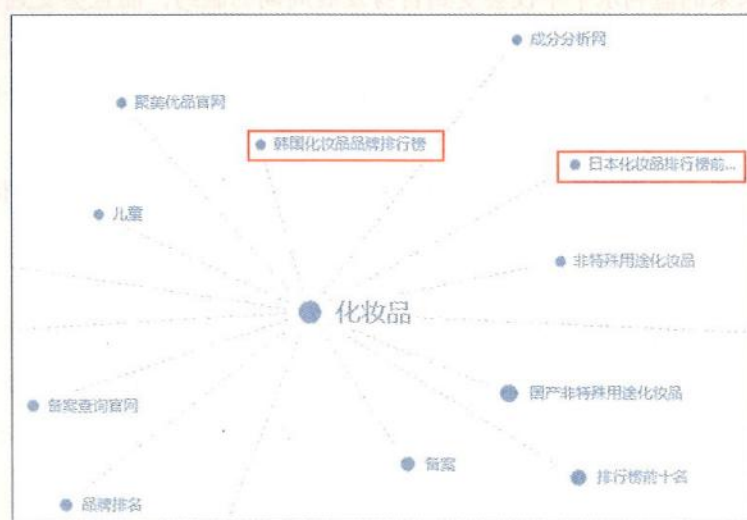 成分分析网
聚美优品官网
韩国化妆品品牌排行榜
日本化妆品排行榜前...
儿童
非特殊用途化妆品
化妆品
国产非特殊用途化妆品
备案查询官网
备案
排行榜前十名
品牌排名